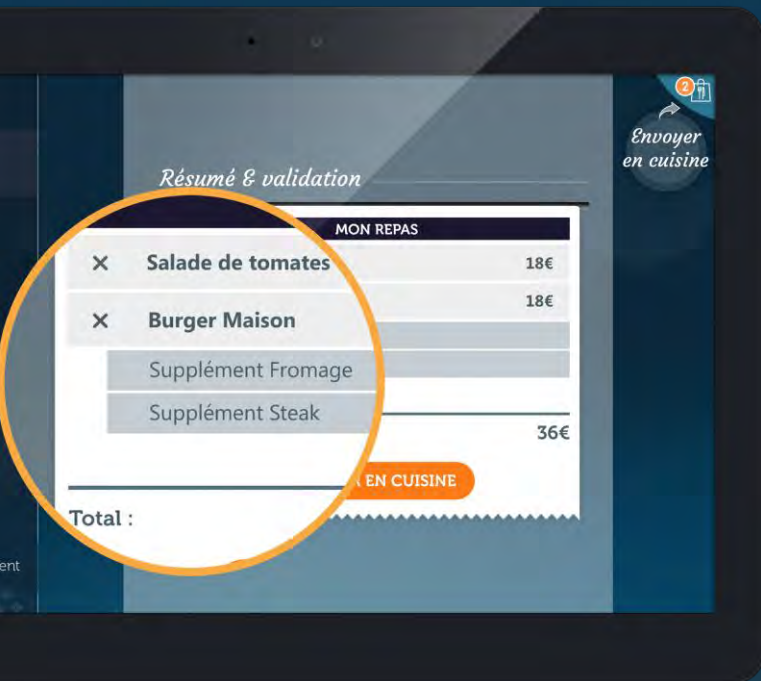 2
Envoyer
en cuisine
Résumé & validation
MON REPAS
Salade de tomates 18€
Burger Maison 18€
Supplément Fromage
Supplément Steak
36€
EN CUISINE
Total :
ent